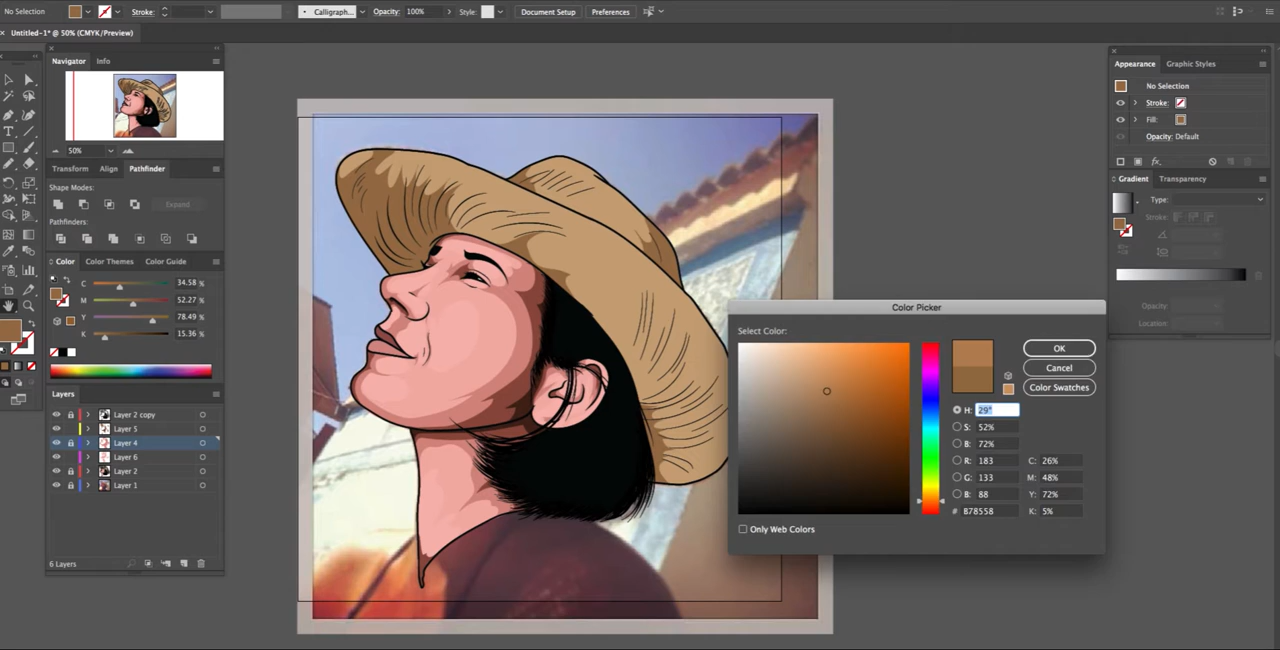 No Selection Stroke: Calligraph... Opacity: 100% Style: Document Setup Preferences
Untitled-1* @ 50% (CMYK/Preview)
Navigator Info
50%
Transform Align Pathfinder
Shape Modes:
Expand
Pathfinders:
Color Color Themes Color Guide
C 34.58 %
M 52.27 %
Y 78.49 %
K 15.36 %
Layers
Layer 2 copy
Layer 5
Layer 4
Layer 6
Layer 2
Layer 1
6 Layers
Appearance Graphic Styles
No Selection
Stroke:
Fill:
Opacity: Default
fx
Gradient Transparency
Type:
Stroke:
Opacity:
Location:
Color Picker
Select Color:
OK
Cancel
Color Swatches
H: 29°
S: 52%
B: 72%
R: 183 C: 26%
G: 133 M: 48%
B: 88 Y: 72%
# B78558 K: 5%
Only Web Colors